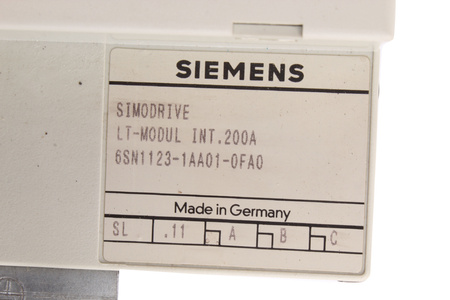 SIEMENS
SIMODRIVE
LT-MODUL INT.200A
6SN1123-1AA01-0FA0
Made in Germany
SL .11 A B C